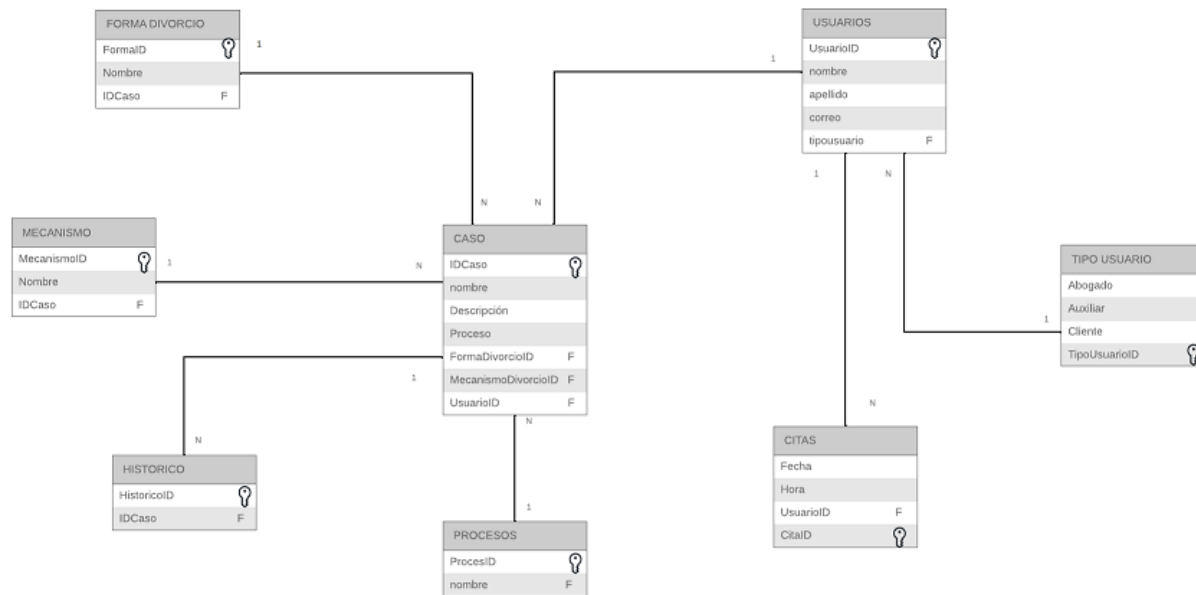 FORMA DIVORCIO
FormaID
1
Nombre
IDCaso F
USUARIOS
UsuarioID
1
nombre
apellido
correo
tipousuario F
1 N
N N
MECANISMO
MecanismoID
1 N
Nombre
IDCaso F
CASO
IDCaso
nombre
Descripción
Proceso
FormaDivorcioID F
MecanismoDivorcioID F
UsuarioID F
1
N
N
TIPO USUARIO
Abogado
Auxiliar
1
Cliente
TipoUsuarioID
HISTORICO
HistoricoID
IDCaso F
N
CITAS
Fecha
Hora
UsuarioID F
CitaID
1
PROCESOS
ProcesID
nombre F